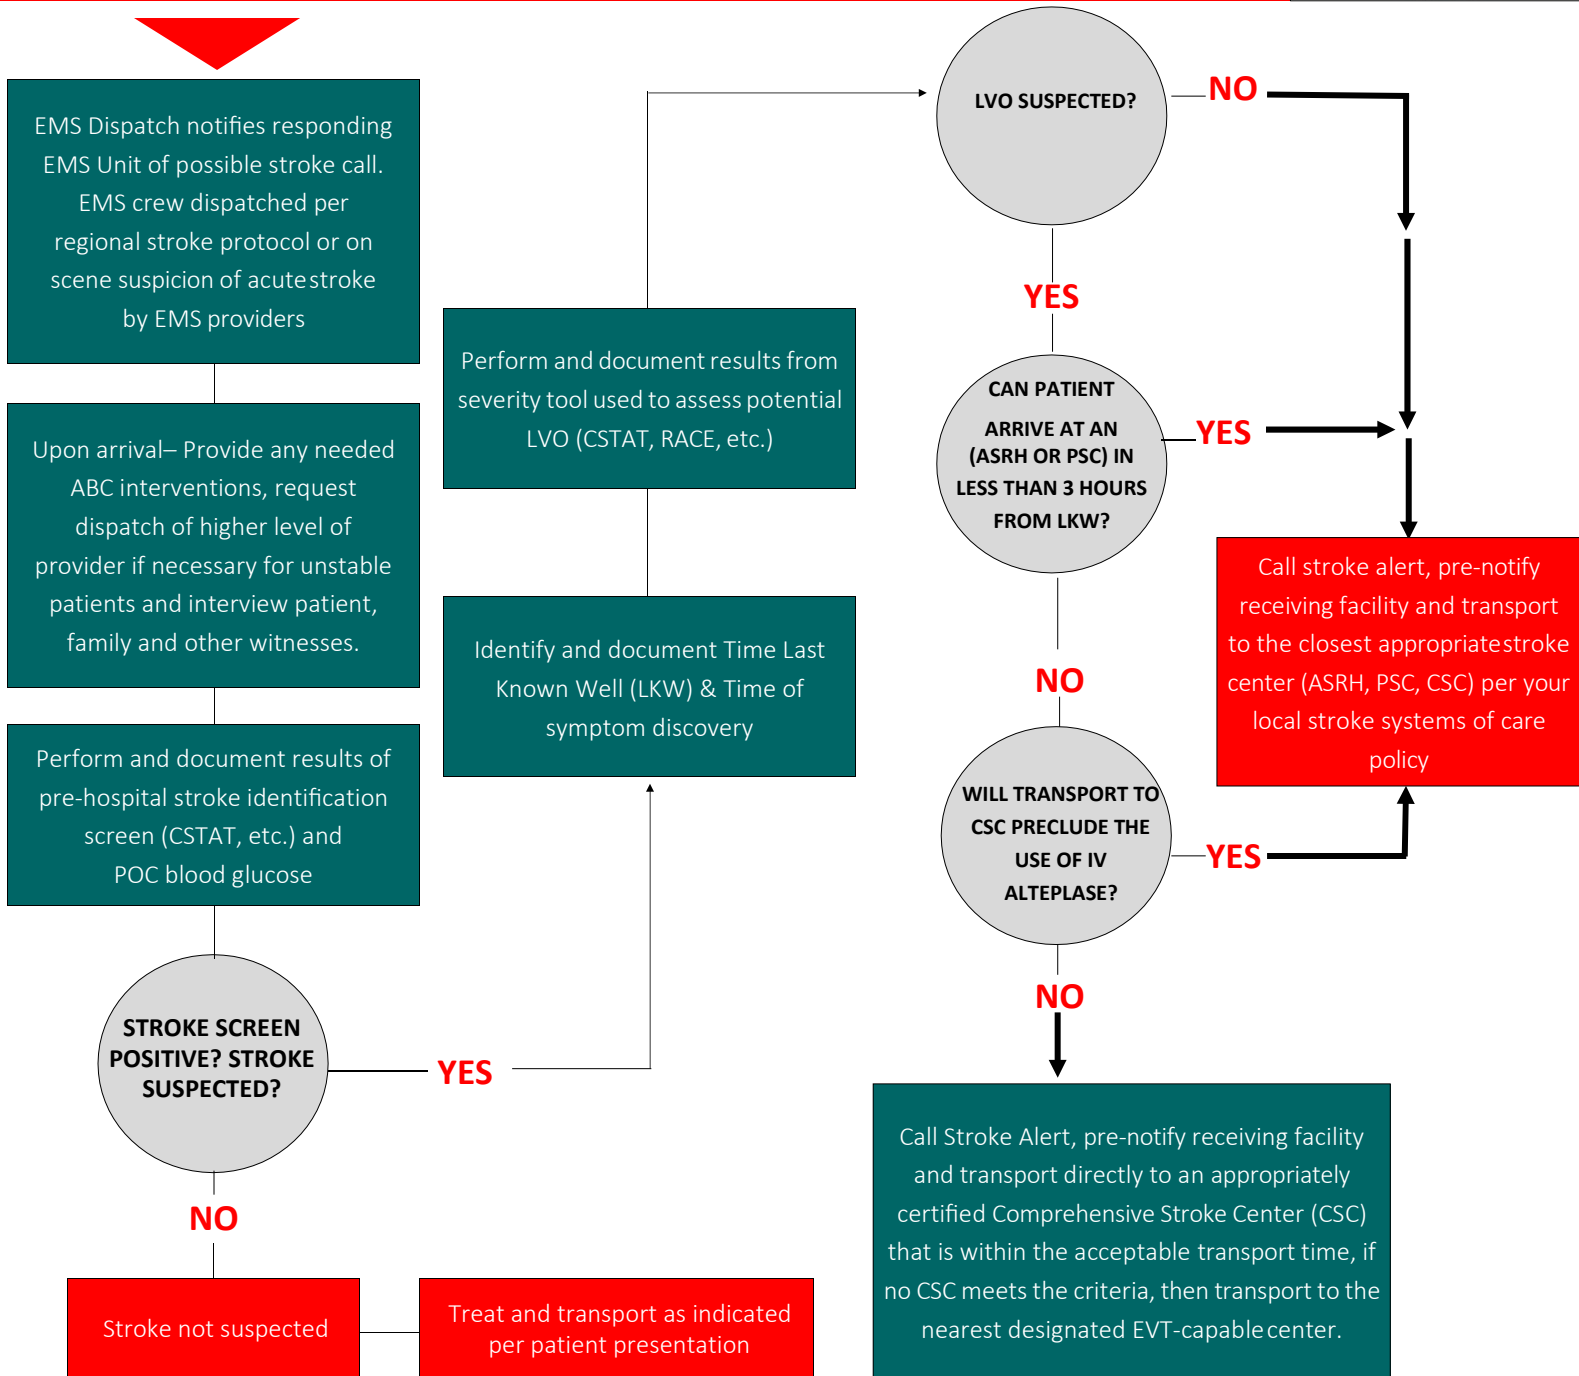 EMS Dispatch notifies responding
EMS Unit of possible stroke call.
EMS crew dispatched per
regional stroke protocol or on
scene suspicion of acute stroke
by EMS providers
Upon arrival– Provide any needed
ABC interventions, request
dispatch of higher level of
provider if necessary for unstable
patients and interview patient,
family and other witnesses.
Perform and document results of
pre-hospital stroke identification
screen (CSTAT, etc.) and
POC blood glucose
STROKE SCREEN
POSITIVE? STROKE
SUSPECTED?
YES
NO
Stroke not suspected
Treat and transport as indicated
per patient presentation
Identify and document Time Last
Known Well (LKW) & Time of
symptom discovery
Perform and document results from
severity tool used to assess potential
LVO (CSTAT, RACE, etc.)
LVO SUSPECTED?
NO
YES
CAN PATIENT
ARRIVE AT AN
(ASRH OR PSC) IN
LESS THAN 3 HOURS
FROM LKW?
YES
NO
WILL TRANSPORT TO
CSC PRECLUDE THE
USE OF IV
ALTEPLASE?
YES
NO
Call stroke alert, pre-notify
receiving facility and transport
to the closest appropriate stroke
center (ASRH, PSC, CSC) per your
local stroke systems of care
policy
Call Stroke Alert, pre-notify receiving facility
and transport directly to an appropriately
certified Comprehensive Stroke Center (CSC)
that is within the acceptable transport time, if
no CSC meets the criteria, then transport to the
nearest designated EVT-capable center.